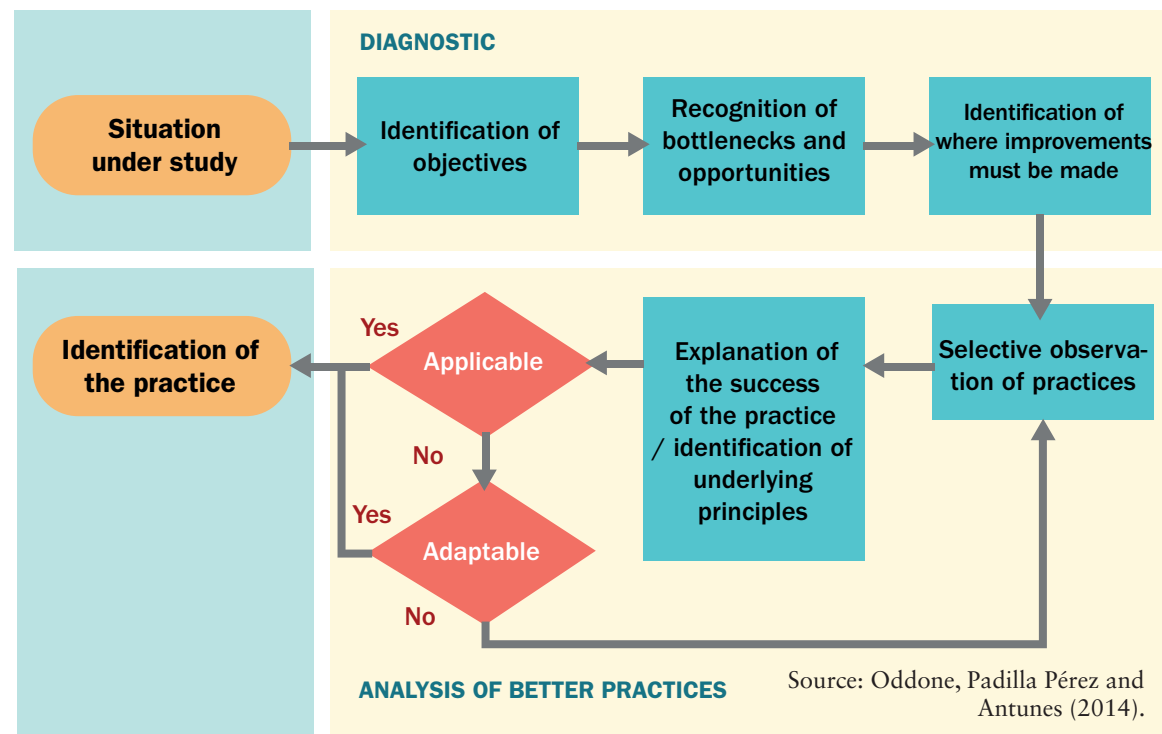 DIAGNOSTIC
Situation
under study
Identification of
objectives
Recognition of
bottlenecks and
opportunities
Identification of
where improvements
must be made
Identification of
the practice
Yes
Applicable
No
Yes
Adaptable
No
Explanation of
the success
of the practice
/ identification of
underlying
principles
Selective observa-
tion of practices
ANALYSIS OF BETTER PRACTICES
Source: Oddone, Padilla Pérez and
Antunes (2014).